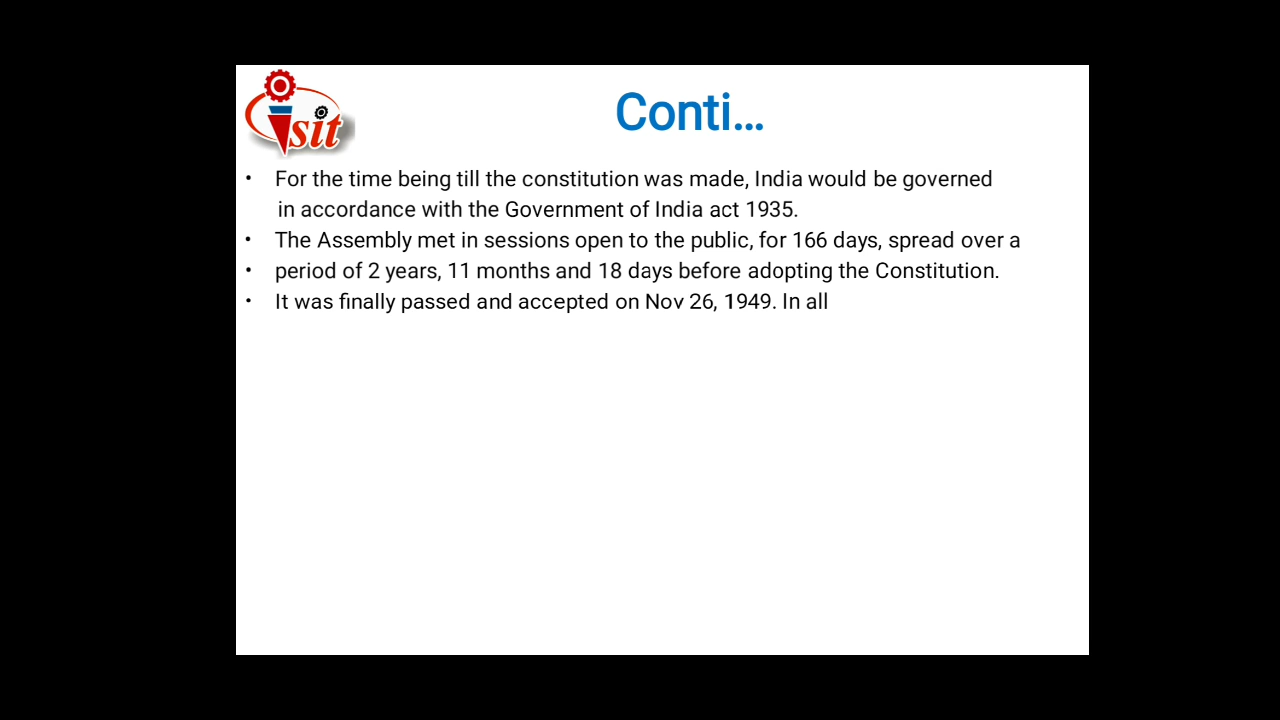 isit
Conti...
• For the time being till the constitution was made, India would be governed
in accordance with the Government of India act 1935.
• The Assembly met in sessions open to the public, for 166 days, spread over a
• period of 2 years, 11 months and 18 days before adopting the Constitution.
• It was finally passed and accepted on Nov 26, 1949. In all